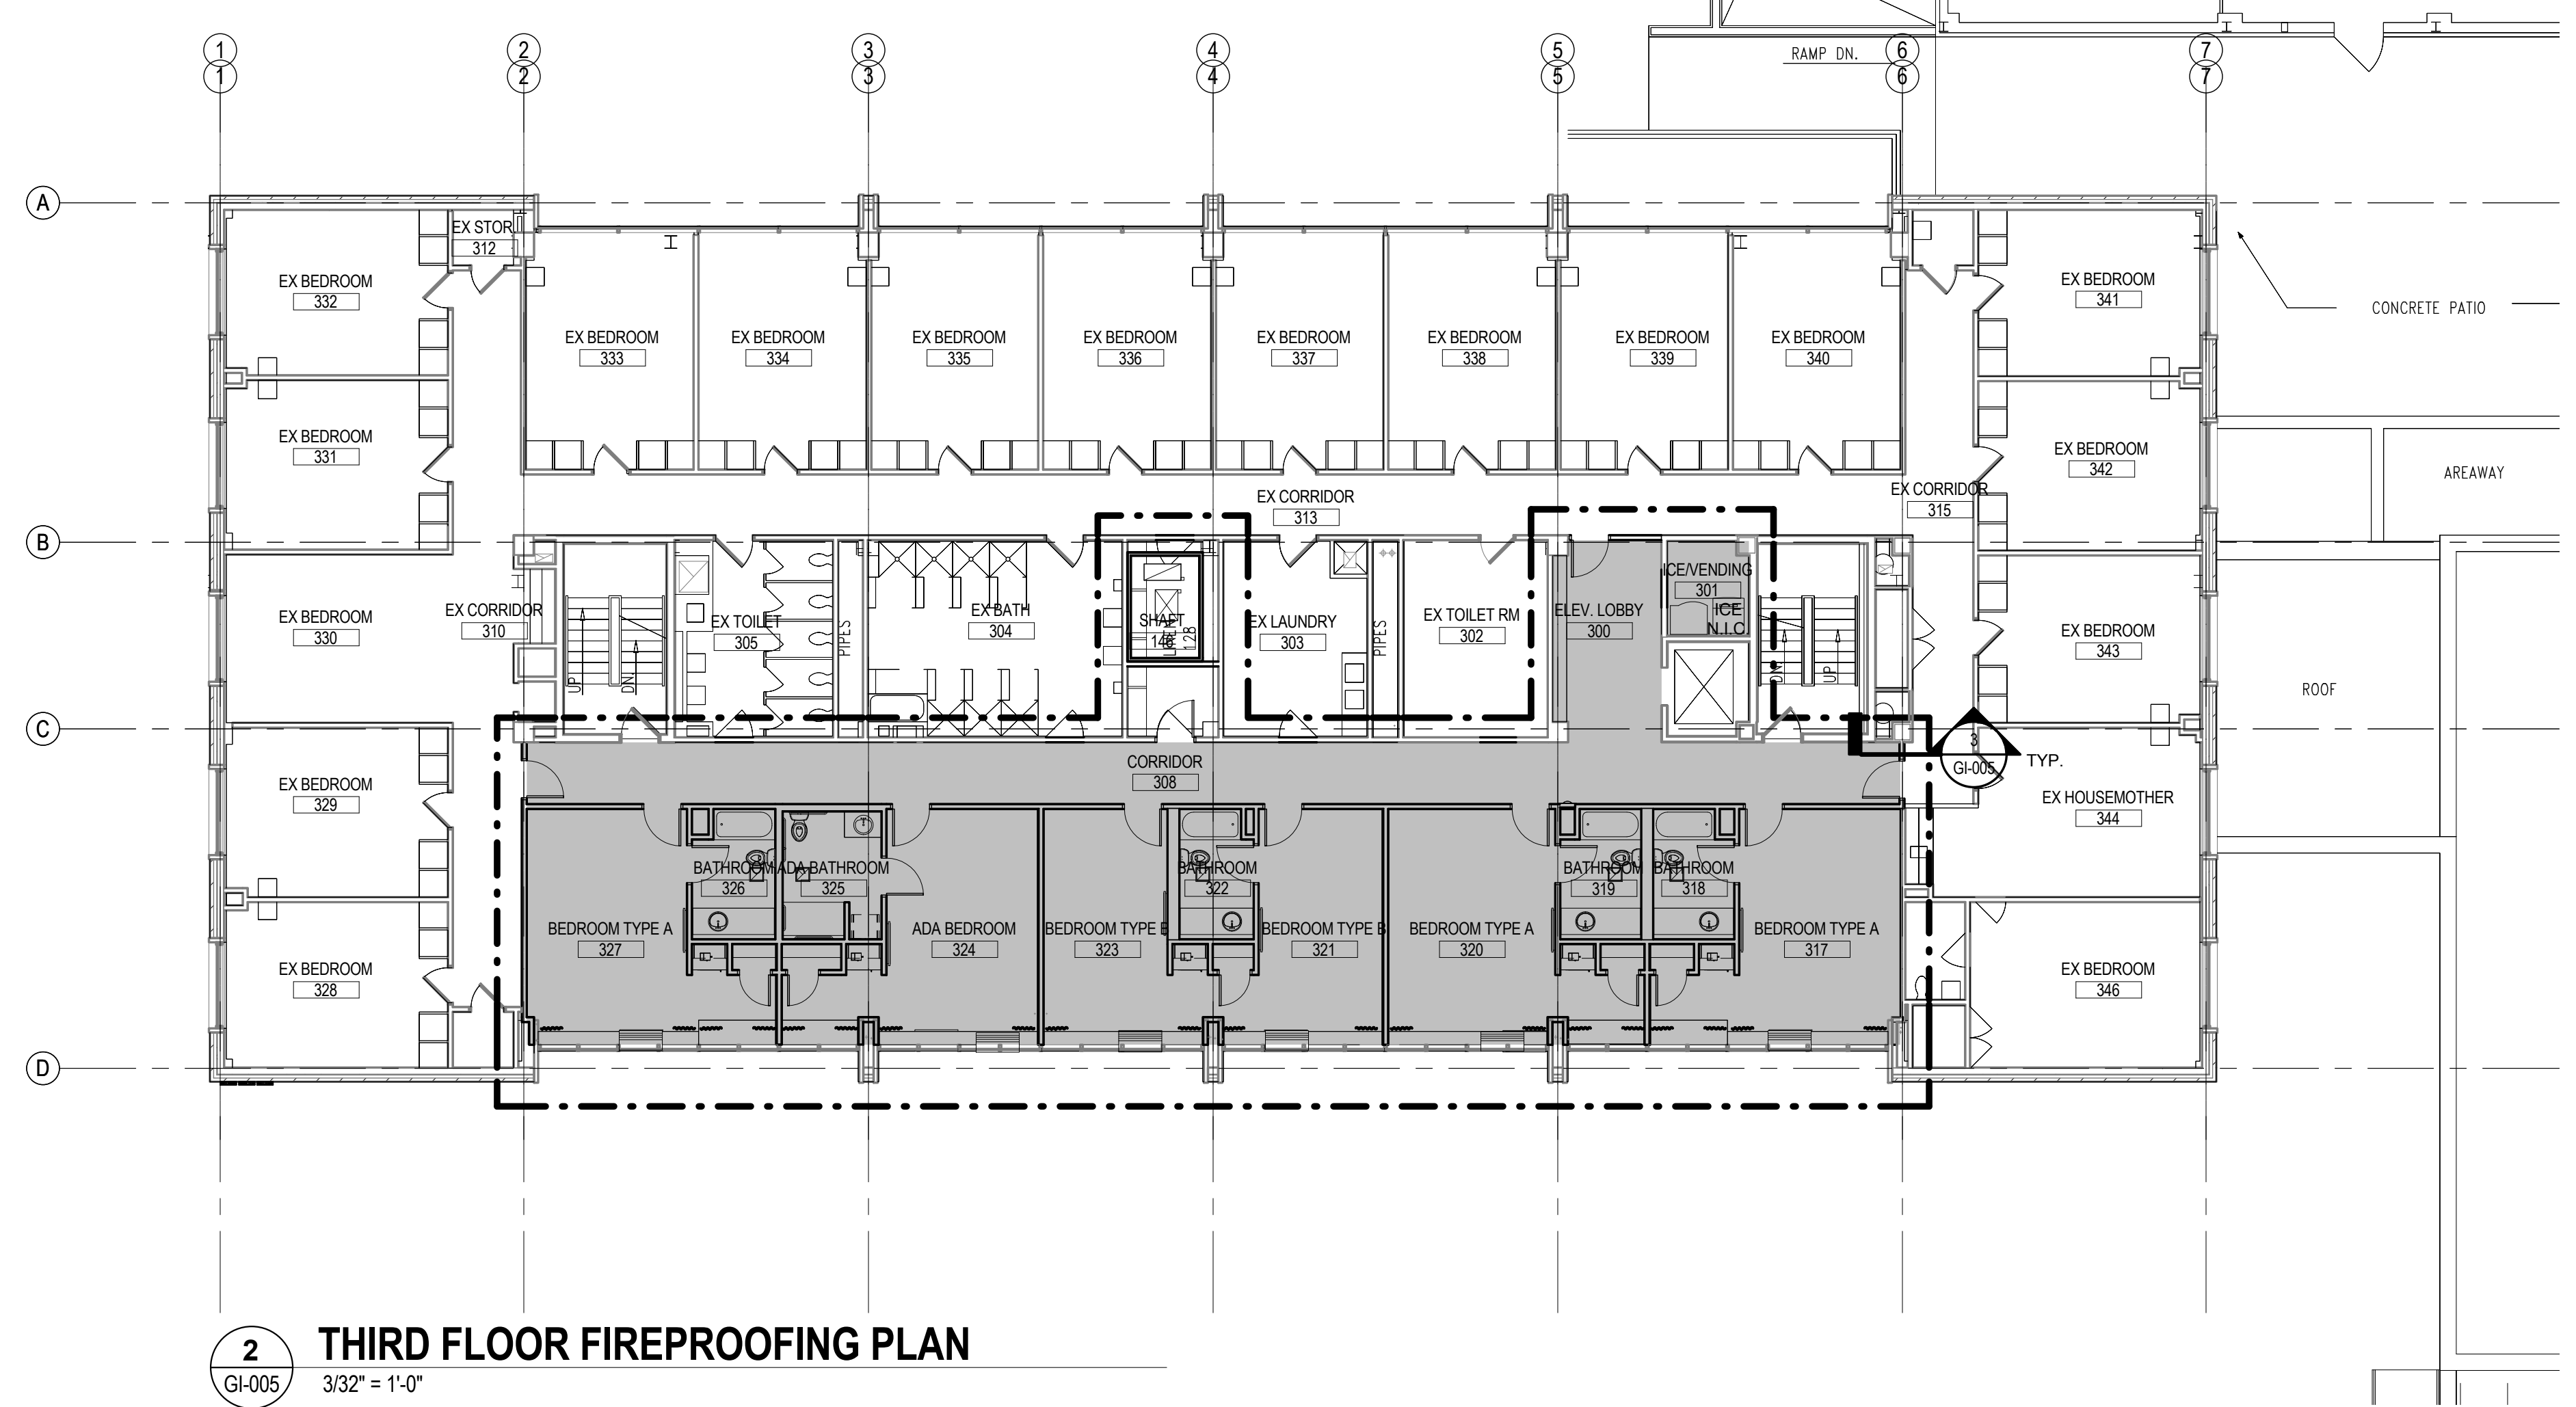 1 2 3 4 5 6 7
1 2 3 4 5 6 7
RAMP DN.
A
EX STOR
312
EX BEDROOM
332
EX BEDROOM
341
CONCRETE PATIO
EX BEDROOM
333
EX BEDROOM
334
EX BEDROOM
335
EX BEDROOM
336
EX BEDROOM
337
EX BEDROOM
338
EX BEDROOM
339
EX BEDROOM
340
EX BEDROOM
331
EX BEDROOM
342
AREAWAY
EX CORRIDOR
313
EX CORRIDOR
315
B
EX BEDROOM
330
EX CORRIDOR
310
UP
DN.
EX TOILET
305
PIPES
EX BATH
304
SHAFT
128
EX LAUNDRY
303
PIPES
EX TOILET RM
302
ELEV. LOBBY
300
ICE/VENDING
301
ICE
N.I.C.
DN.
UP
EX BEDROOM
343
ROOF
C
CORRIDOR
308
3
GI-005
TYP.
EX BEDROOM
329
EX HOUSEMOTHER
344
BATHROOM
326
ADA BATHROOM
325
BATHROOM
322
BATHROOM
319
BATHROOM
318
BEDROOM TYPE A
327
ADA BEDROOM
324
BEDROOM TYPE B
323
BEDROOM TYPE B
321
BEDROOM TYPE A
320
BEDROOM TYPE A
317
EX BEDROOM
328
EX BEDROOM
346
D
2
GI-005
THIRD FLOOR FIREPROOFING PLAN
3/32" = 1'-0"